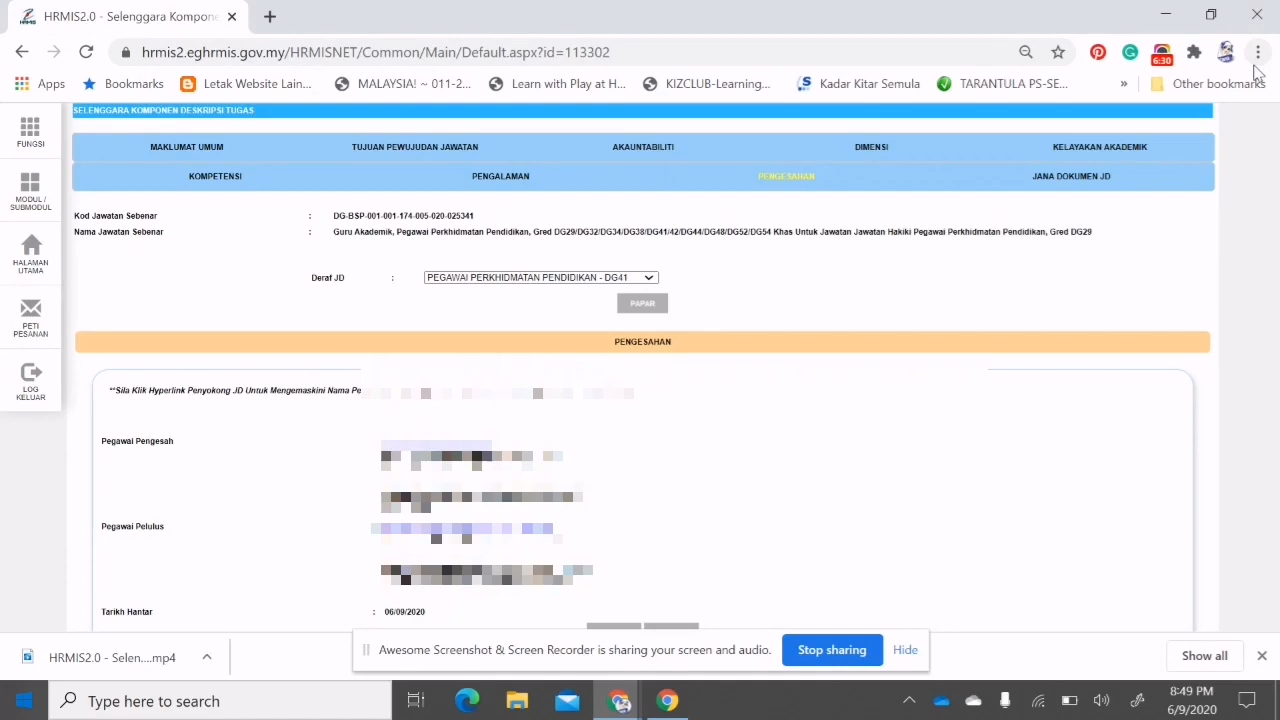 HRMIS2.0 - Selenggara Kompone
hrmis2.eghrmis.gov.my/HRMISNET/Common/Main/Default.aspx?id=113302
6:30
Apps Bookmarks Letak Website Lain... MALAYSIA! ~ 011-2... Learn with Play at H... KIZCLUB-Learning... Kadar Kitar Semula TARANTULA PS-SE... » Other bookmarks
SELENGGARA KOMPONEN DESKRIPSI TUGAS
FUNGSI
MODUL /
SUBMODUL
HALAMAN
UTAMA
PETI
PESANAN
LOG
KELUAR
MAKLUMAT UMUM TUJUAN PEWUJUDAN JAWATAN AKAUNTABILITI DIMENSI KELAYAKAN AKADEMIK
KOMPETENSI PENGALAMAN PENGESAHAN JANA DOKUMEN JD
Kod Jawatan Sebenar : DG-BSP-001-001-174-005-020-025341
Nama Jawatan Sebenar : Guru Akademik, Pegawai Perkhidmatan Pendidikan, Gred DG29/DG32/DG34/DG38/DG41/42/DG44/DG48/DG52/DG54 Khas Untuk Jawatan Jawatan Hakiki Pegawai Perkhidmatan Pendidikan, Gred DG29
Deraf JD : PEGAWAI PERKHIDMATAN PENDIDIKAN - DG41
PAPAR
PENGESAHAN
**Sila Klik Hyperlink Penyokong JD Untuk Mengemaskini Nama Pe
Pegawai Pengesah
Pegawai Pelulus
Tarikh Hantar : 06/09/2020
Awesome Screenshot & Screen Recorder is sharing your screen and audio. Stop sharing Hide
HRMIS2.0 - Selen....mp4
Show all
Type here to search
8:49 PM
6/9/2020